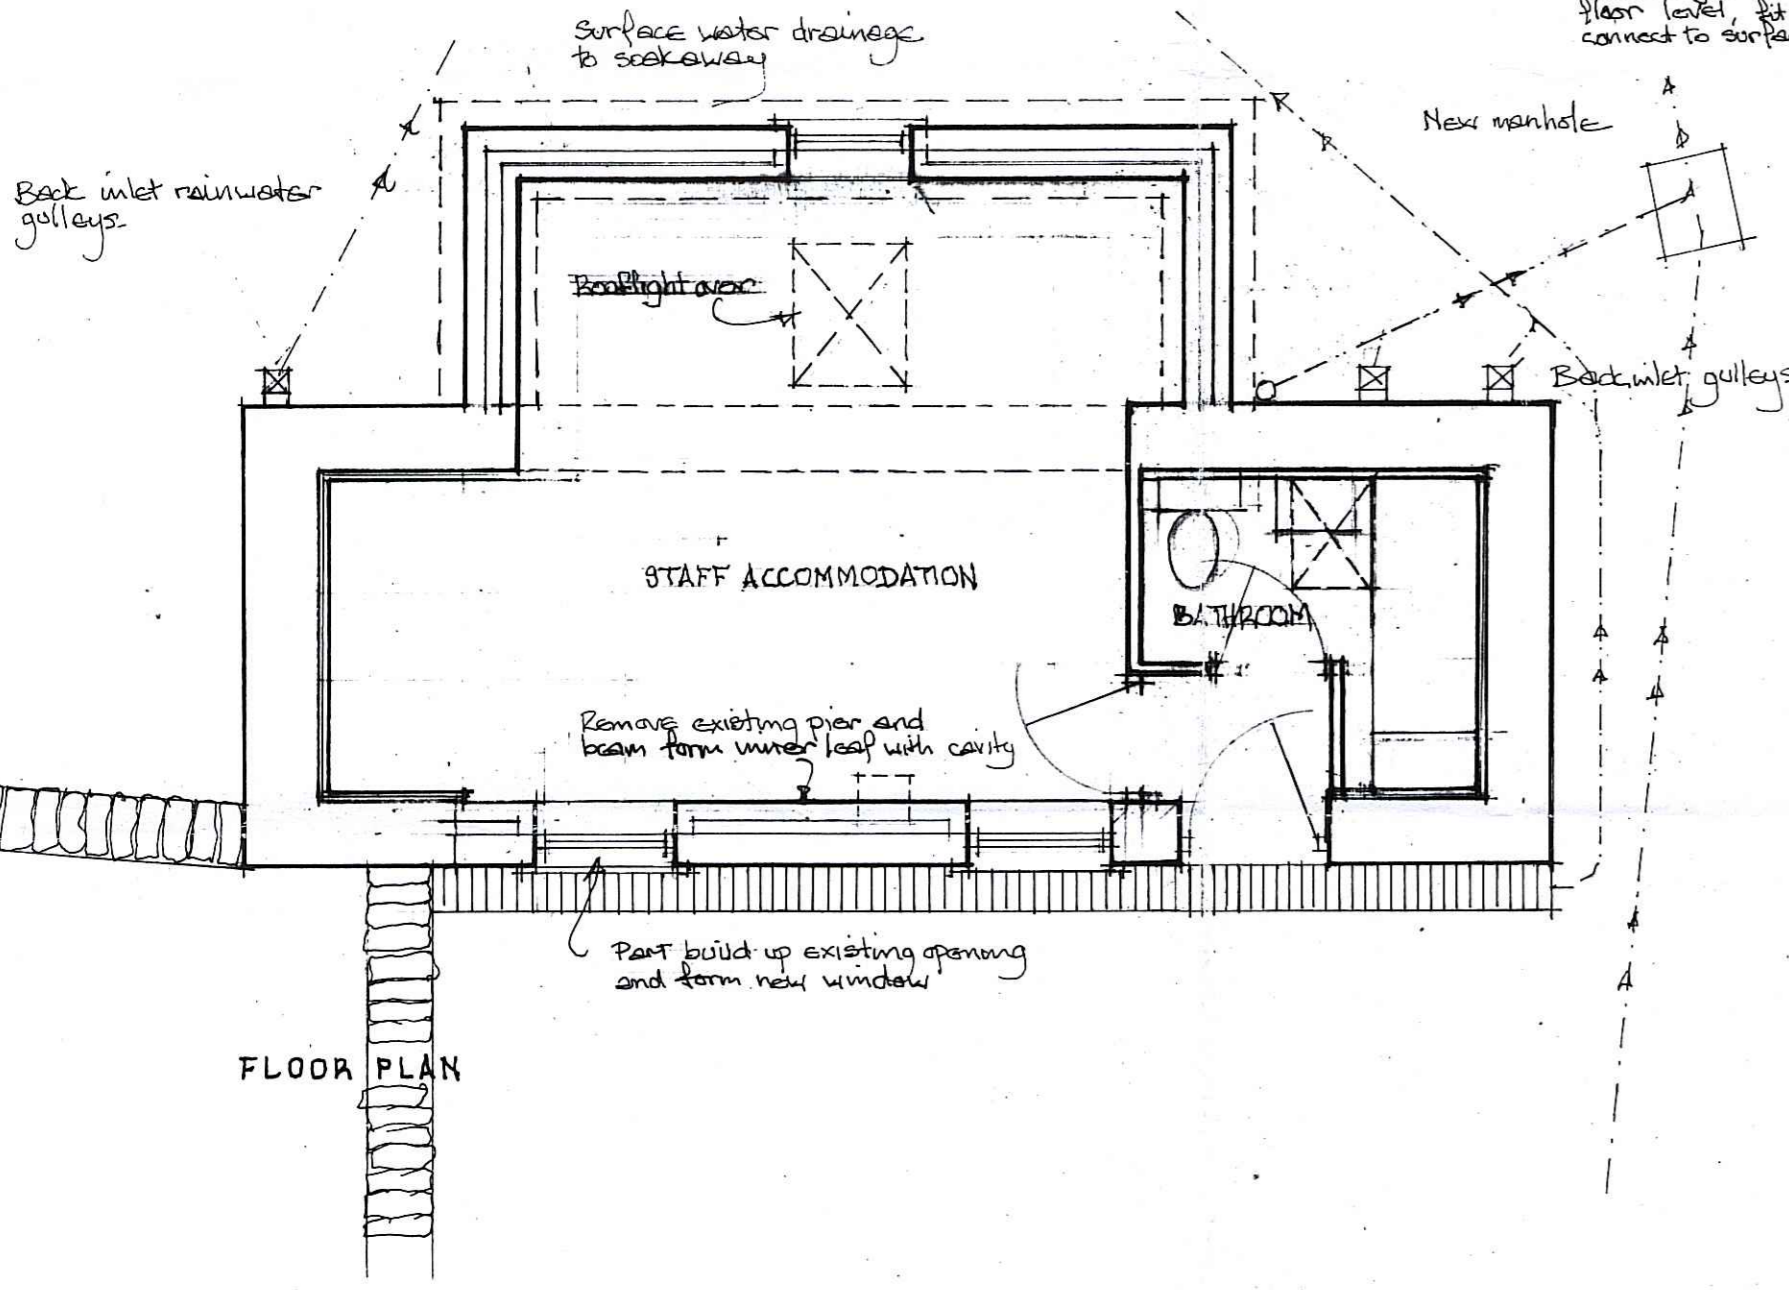 Surface water drainage
to soakaway
floor level, fit
connect to surfa
New manhole
Back inlet rainwater
gulleys.
Rooflight over
Back inlet gulleys
STAFF ACCOMMODATION
BATHROOM
Remove existing pier and
beam form inner leaf with cavity
Part build up existing opening
and form new window
FLOOR PLAN